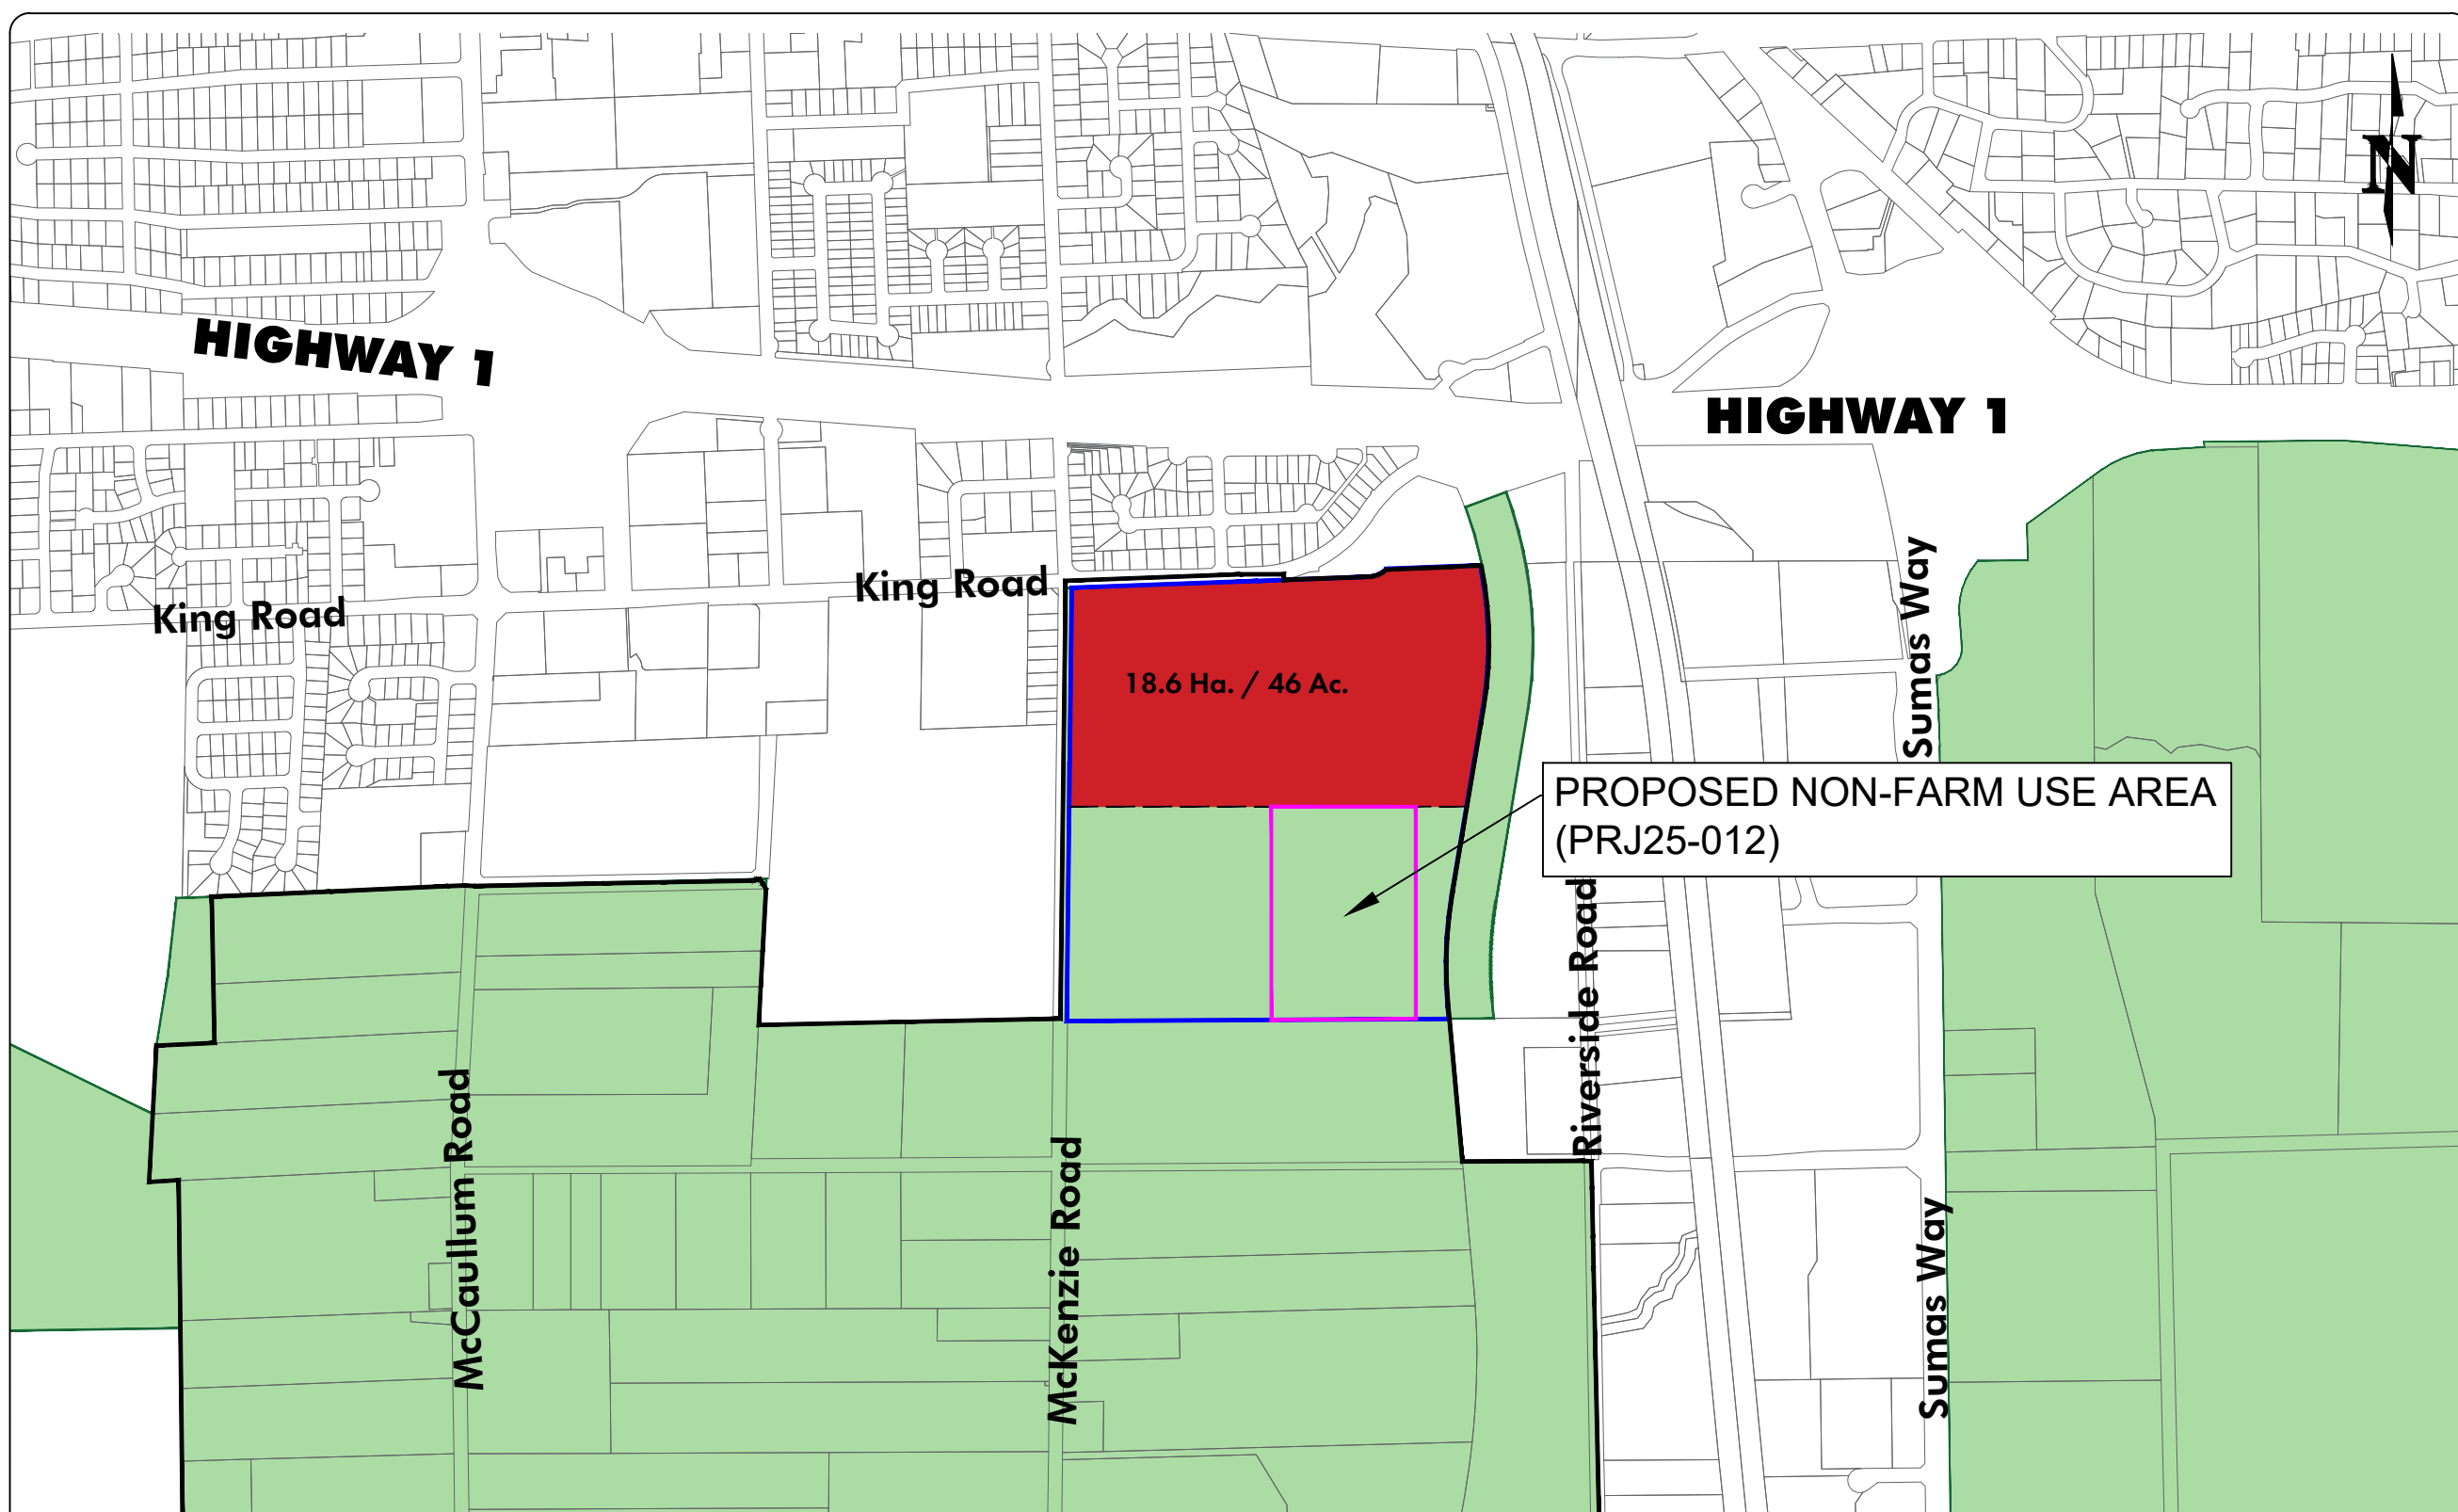 N
HIGHWAY 1
HIGHWAY 1
King Road
King Road
Sumas Way
18.6 Ha. / 46 Ac.
PROPOSED NON-FARM USE AREA
(PRJ25-012)
Riverside Road
McCaullum Road
McKenzie Road
Sumas Way